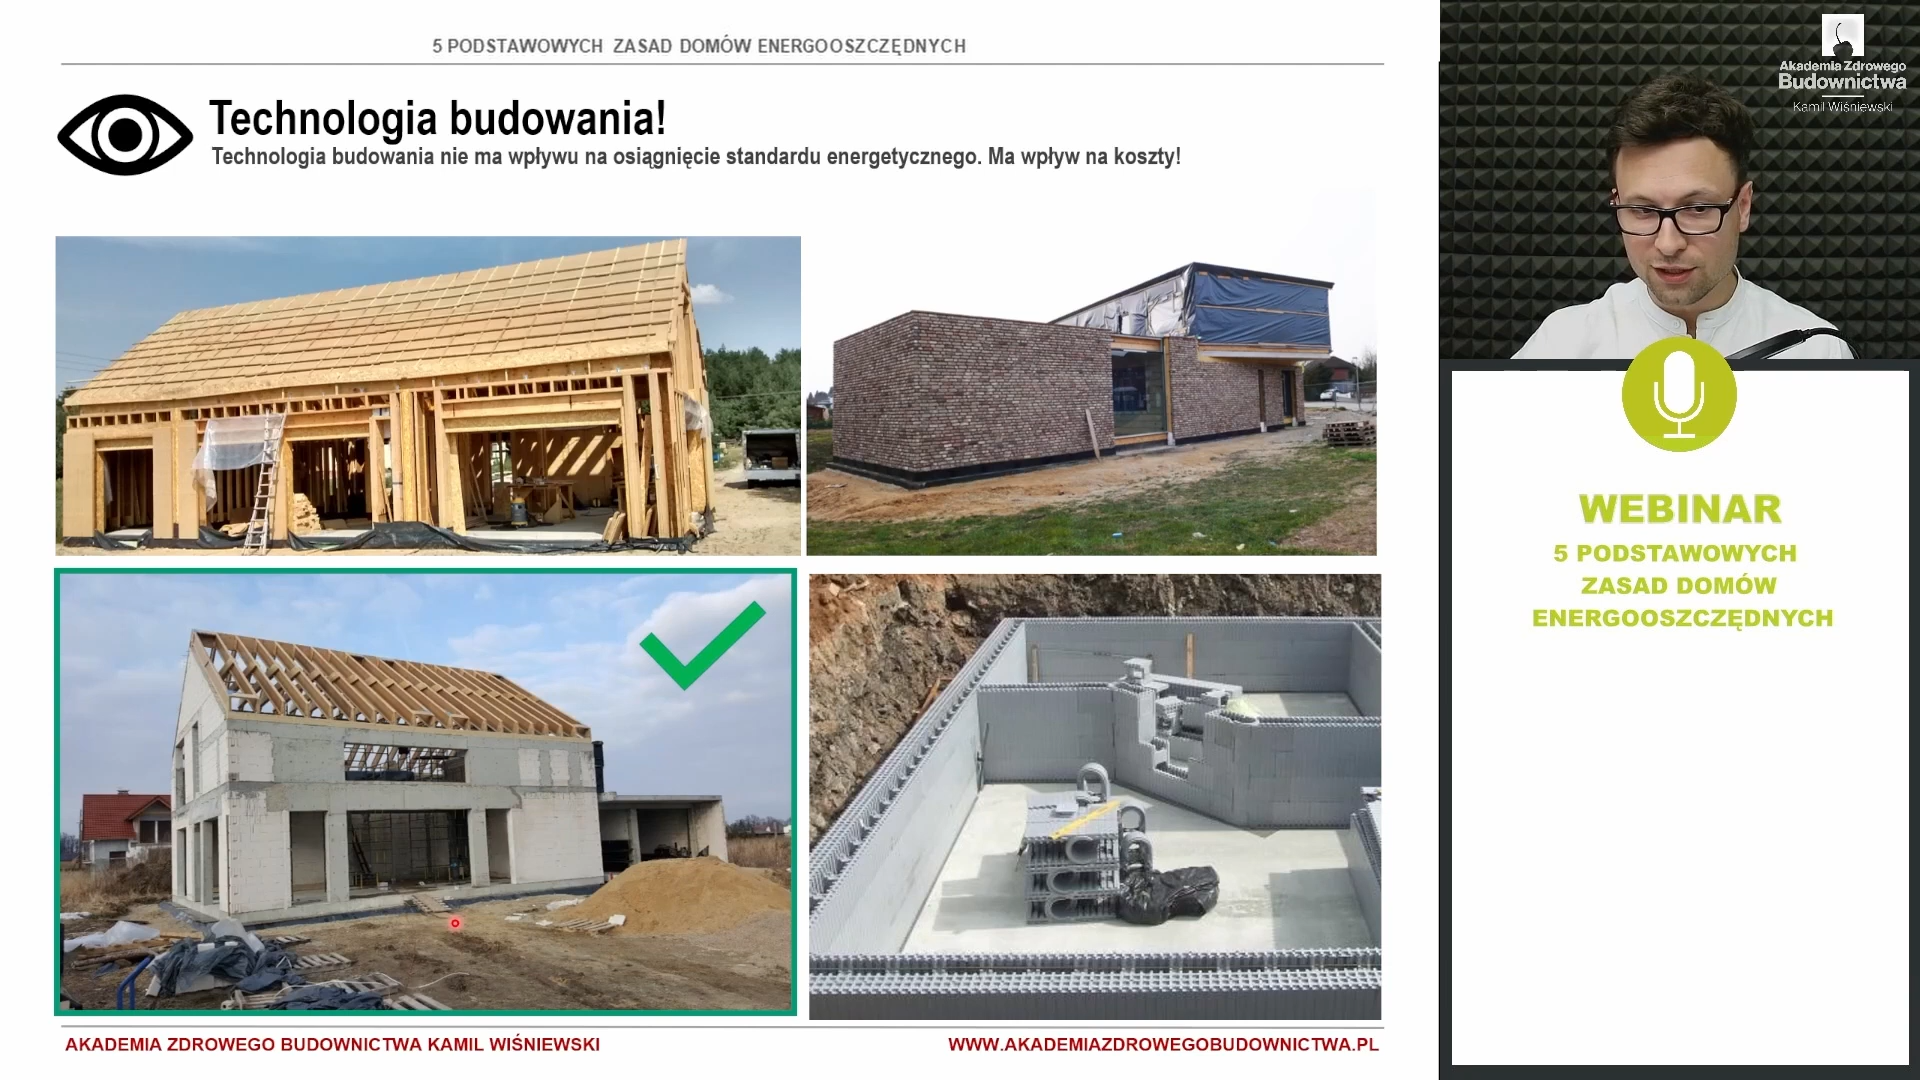 5 PODSTAWOWYCH ZASAD DOMÓW ENERGOOSZCZĘDNYCH
Technologia budowania!
Technologia budowania nie ma wpływu na osiągnięcie standardu energetycznego. Ma wpływ na koszty!
AKADEMIA ZDROWEGO BUDOWNICTWA KAMIL WIŚNIEWSKI
WWW.AKADEMIAZDROWEGOBUDOWNICTWA.PL
Akademia Zdrowego
Budownictwa
Kamil Wiśniewski
WEBINAR
5 PODSTAWOWYCH
ZASAD DOMÓW
ENERGOOSZCZĘDNYCH